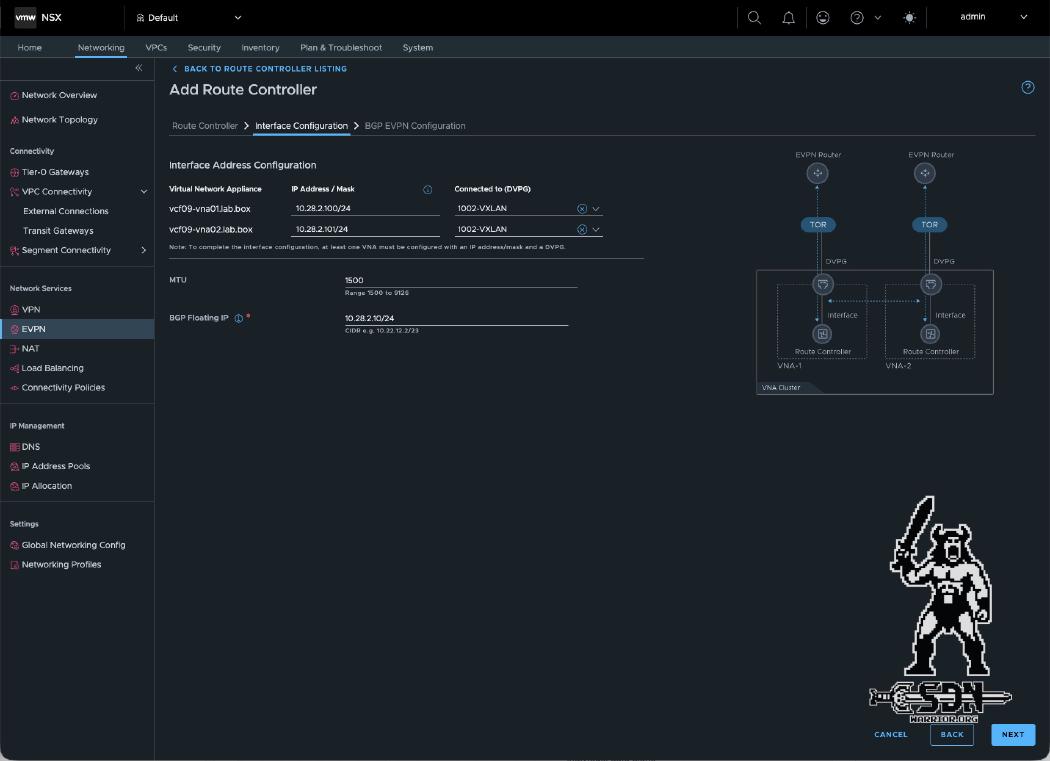 vmw NSX
Default
admin
Home Networking VPCs Security Inventory Plan & Troubleshoot System
BACK TO ROUTE CONTROLLER LISTING
Add Route Controller
Network Overview
Network Topology
Connectivity
Tier-0 Gateways
VPC Connectivity
External Connections
Transit Gateways
Segment Connectivity
Network Services
VPN
EVPN
NAT
Load Balancing
Connectivity Policies
IP Management
DNS
IP Address Pools
IP Allocation
Settings
Global Networking Config
Networking Profiles
Route Controller Interface Configuration BGP EVPN Configuration
Interface Address Configuration
Virtual Network Appliance IP Address / Mask Connected to (DVPG)
vcf09-vna01.lab.box 10.28.2.100/24 1002-VXLAN
vcf09-vna02.lab.box 10.28.2.101/24 1002-VXLAN
Note: To complete the interface configuration, at least one VNA must be configured with an IP address/mask and a DVPG.
MTU 1500
Range 1500 to 9126
BGP Floating IP * 10.28.2.10/24
CIDR e.g. 10.22.12.2/23
EVPN Router EVPN Router
TOR TOR
DVPG DVPG
Interface Interface
Route Controller Route Controller
VNA-1 VNA-2
VNA Cluster
SDN
WARRIOR.ORG
CANCEL BACK NEXT